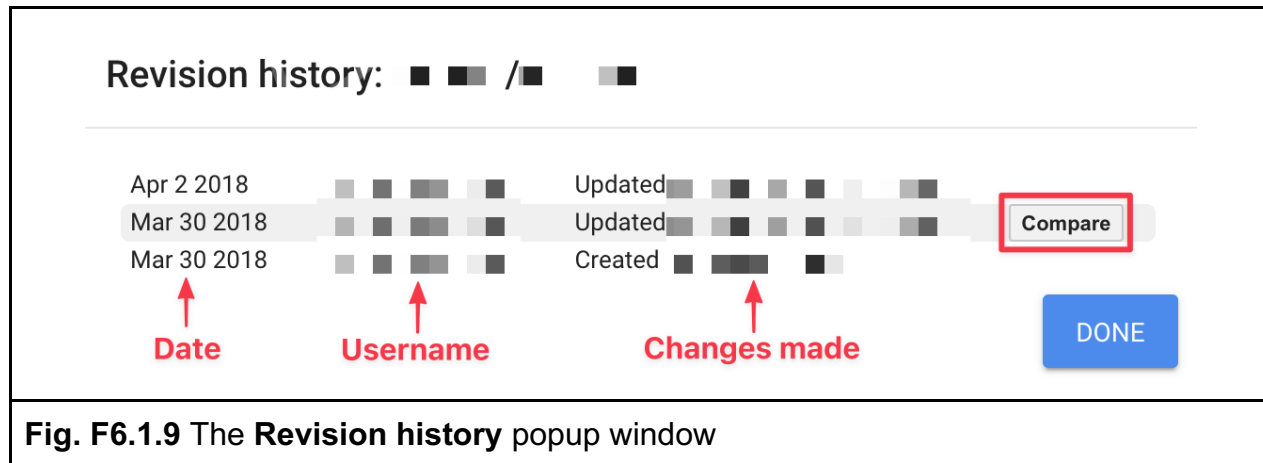 Revision history: /
Apr 2 2018 Updated
Mar 30 2018 Updated Compare
Mar 30 2018 Created
Date Username Changes made
DONE
Fig. F6.1.9 The Revision history popup window